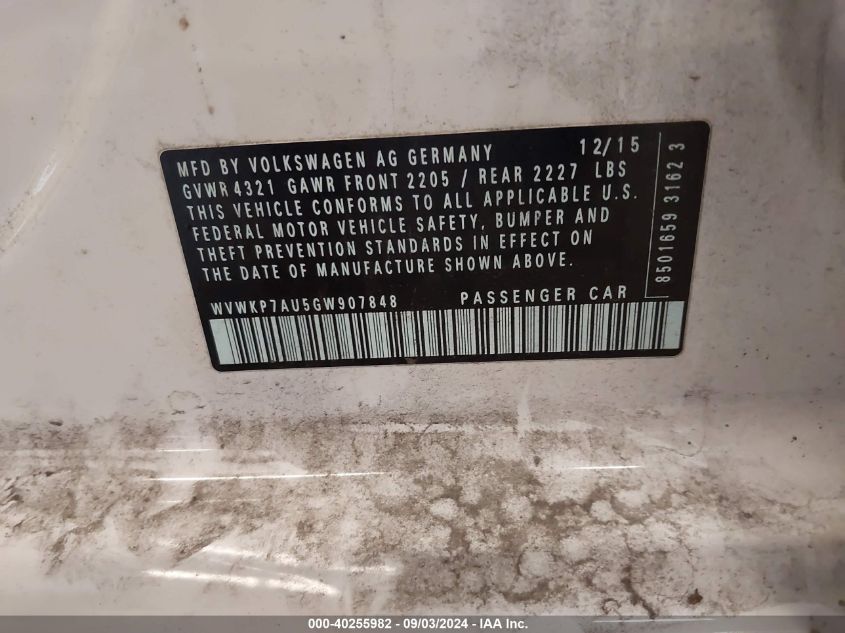 MFD BY VOLKSWAGEN AG GERMANY 12/15
GVWR 4321 GAWR FRONT 2205 / REAR 2227 LBS
THIS VEHICLE CONFORMS TO ALL APPLICABLE U.S.
FEDERAL MOTOR VEHICLE SAFETY, BUMPER AND
THEFT PREVENTION STANDARDS IN EFFECT ON
THE DATE OF MANUFACTURE SHOWN ABOVE.
WVWKP7AU5GW907848 PASSENGER CAR
8501659 3162 3
000-40255982 - 09/03/2024 - IAA Inc.